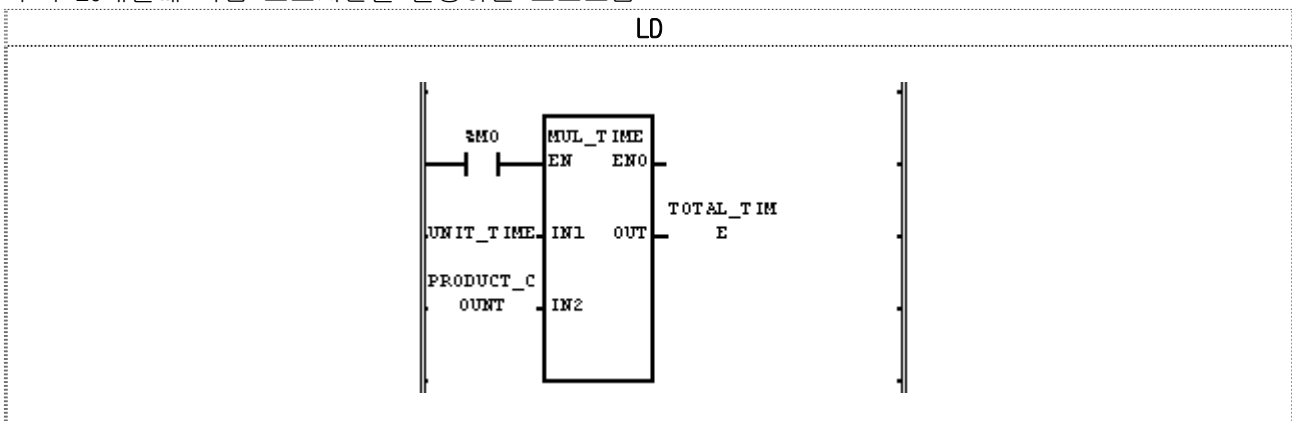 LD
%M0
MUL_TIME
EN ENO
TOTAL_TIM
E
UNIT_TIME IN1 OUT
PRODUCT_C
OUNT
IN2